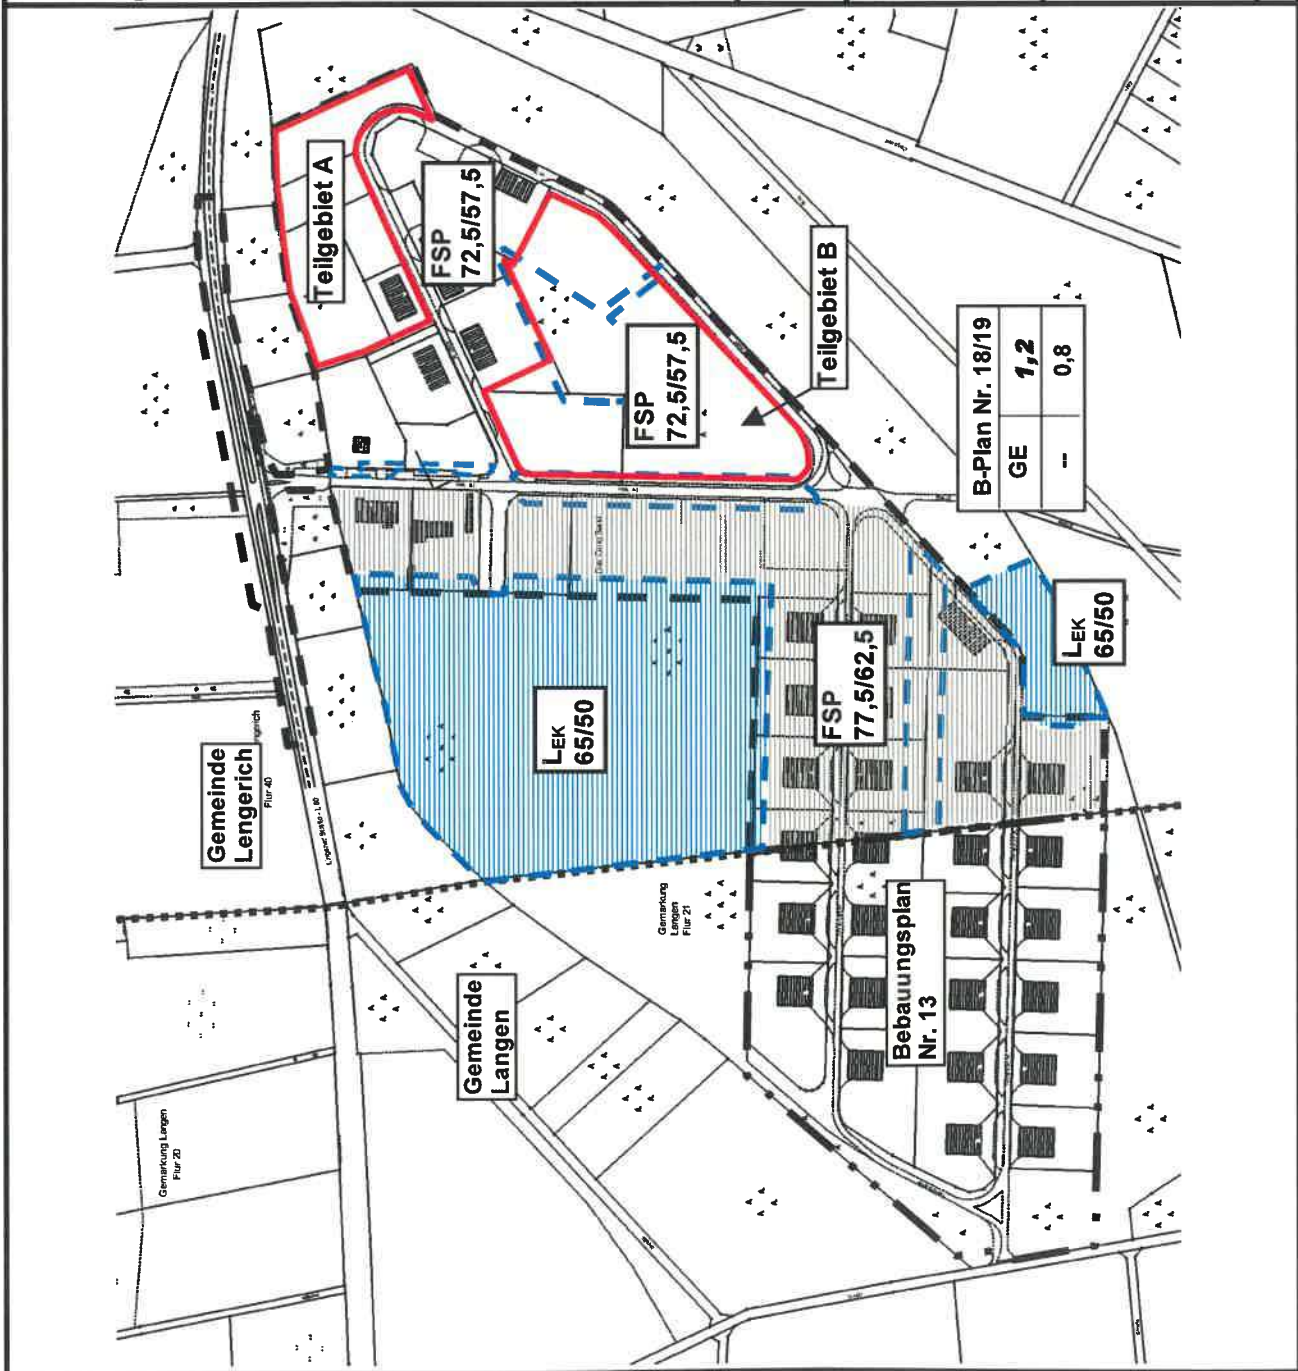 Teilgebiet A
FSP
72,5/57,5
FSP
72,5/57,5
Teilgebiet B
B-Plan Nr. 18/19
GE 1,2
-- 0,8
LEK
65/50
FSP
77,5/62,5
LEK
65/50
Gemeinde
Lengerich
Flur 40
Gemarkung
Langen
Flur 21
Gemeinde
Langen
Bebauungsplan
Nr. 13
Gemarkung Langen
Flur 20